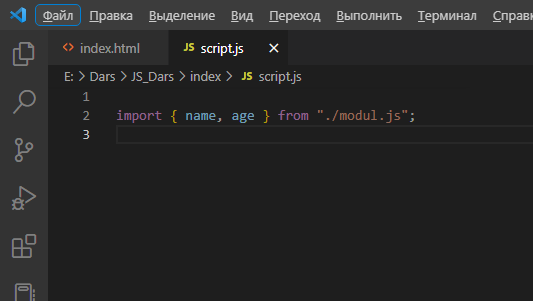 Файл Правка Выделение Вид Переход Выполнить Терминал Справк
<> index.html JS script.js ×
E: > Dars > JS_Dars > index > JS script.js
1
2 import { name, age } from "./modul.js";
3